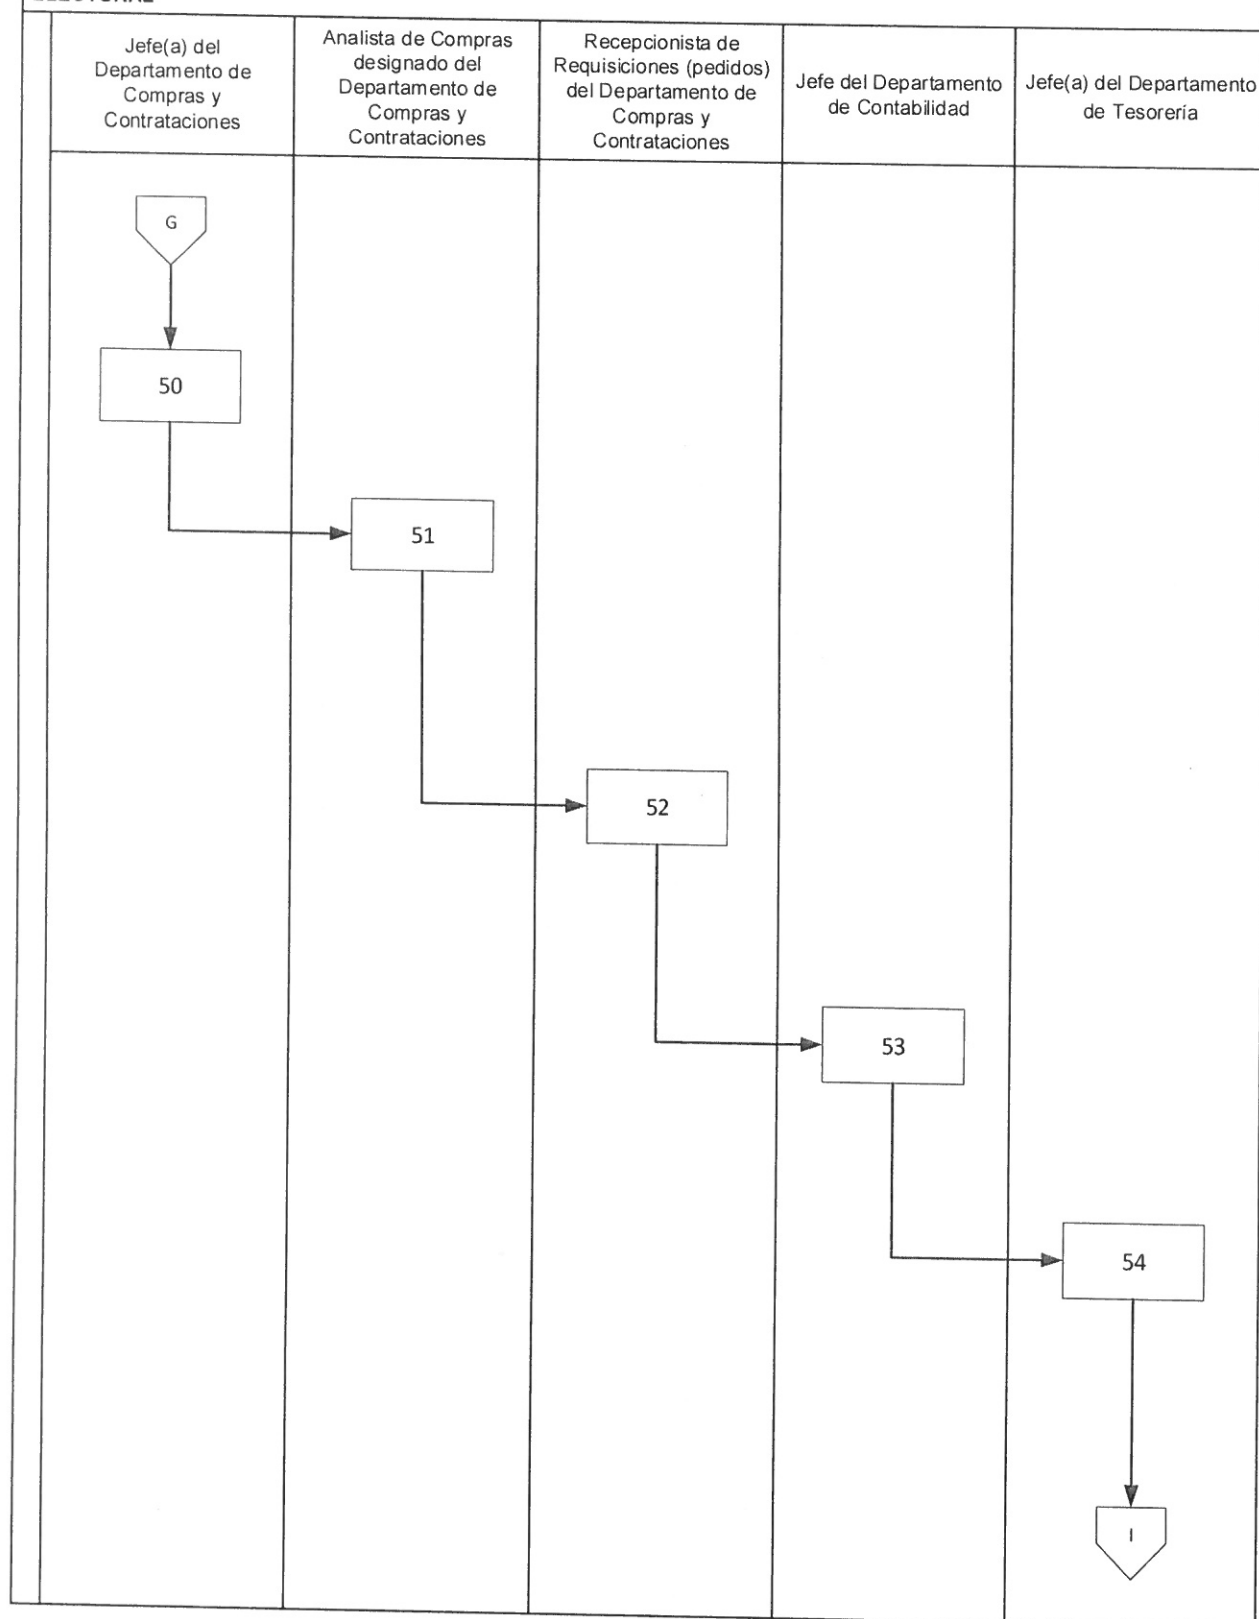 Jefe(a) del
Departamento de
Compras y
Contrataciones
Analista de Compras
designado del
Departamento de
Compras y
Contrataciones
Recepcionista de
Requisiciones (pedidos)
del Departamento de
Compras y
Contrataciones
Jefe del Departamento
de Contabilidad
Jefe(a) del Departamento
de Tesorería
G
50
51
52
53
54
I